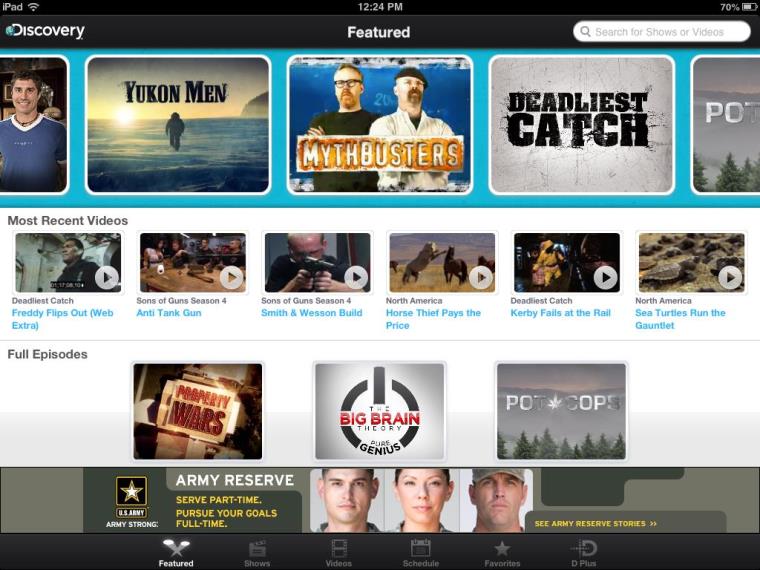 iPad 12:24 PM 70%
Discovery Featured Search for Shows or Videos
YUKON MEN
MYTHBUSTERS
DEADLIEST
CATCH
POT
Most Recent Videos
Deadliest Catch
Freddy Flips Out (Web
Extra)
Sons of Guns Season 4
Anti Tank Gun
Sons of Guns Season 4
Smith & Wesson Build
North America
Horse Thief Pays the
Price
Deadliest Catch
Kerby Fails at the Rail
North America
Sea Turtles Run the
Gauntlet
Full Episodes
PROPERTY
WARS
THE
BIG BRAIN
THEORY
PURE
GENIUS
POT COPS
U.S.ARMY
ARMY STRONG:
ARMY RESERVE
SERVE PART-TIME.
PURSUE YOUR GOALS
FULL-TIME.
SEE ARMY RESERVE STORIES >>
Featured Shows Videos Schedule Favorites D Plus